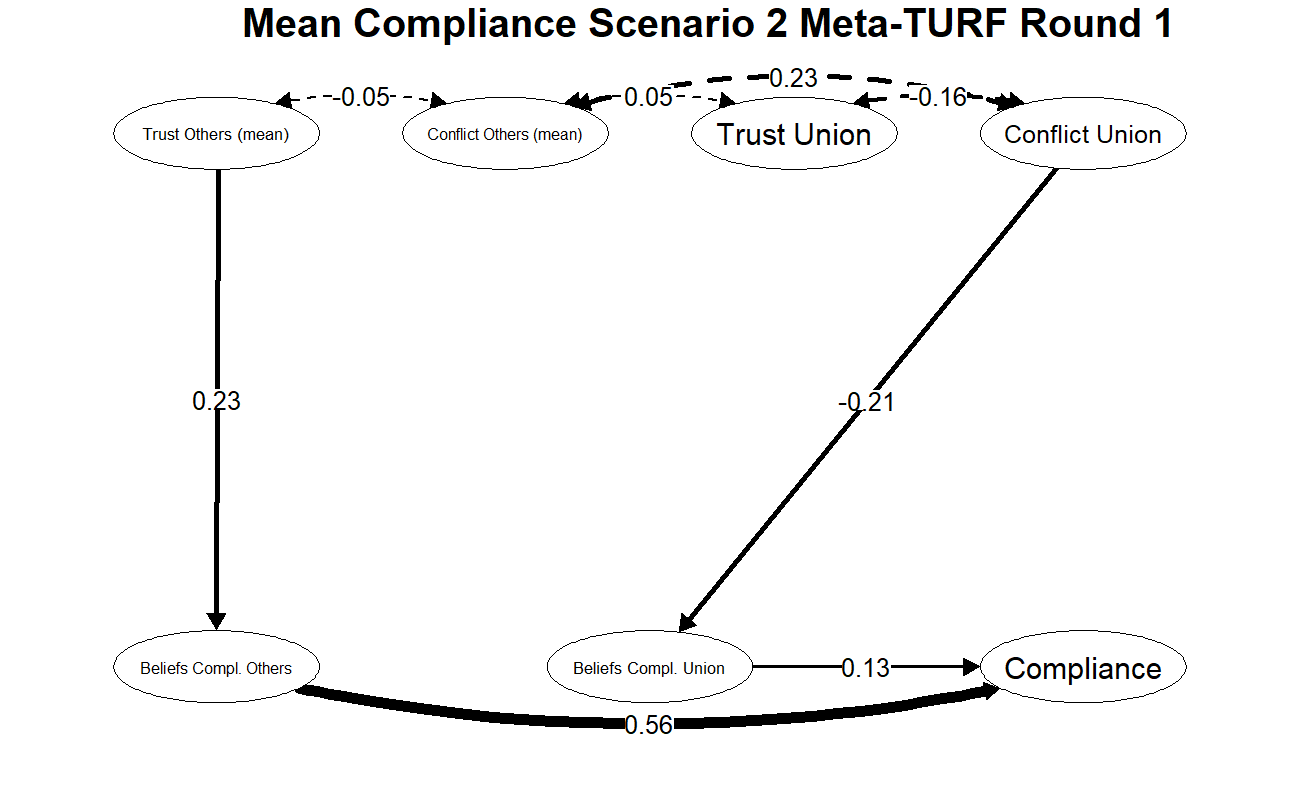 Mean Compliance Scenario 2 Meta-TURF Round 1
0.23
-0.05
0.05
-0.16
Trust Others (mean)
Conflict Others (mean)
Trust Union
Conflict Union
0.23
-0.21
Beliefs Compl. Others
Beliefs Compl. Union
0.13
Compliance
0.56